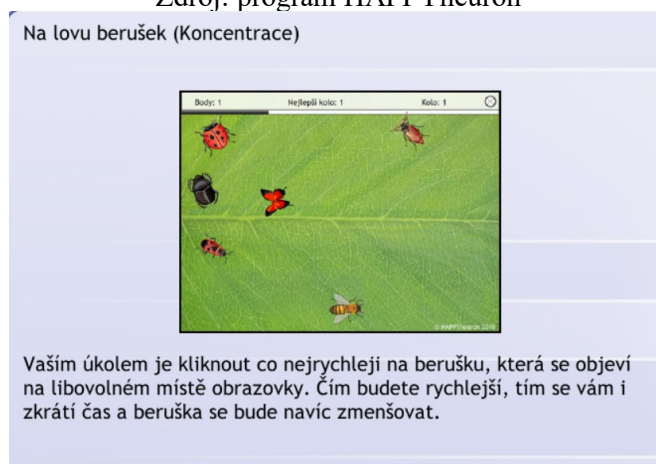 Zdroj: program HAPPYneuron
Na lovu berušek (Koncentrace)
Body: 1 Nejlepší kolo: 1 Kolo: 1
© HAPPYneuron 2010
Vaším úkolem je kliknout co nejrychleji na berušku, která se objeví
na libovolném místě obrazovky. Čím budete rychlejší, tím se vám i
zkrátí čas a beruška se bude navíc zmenšovat.